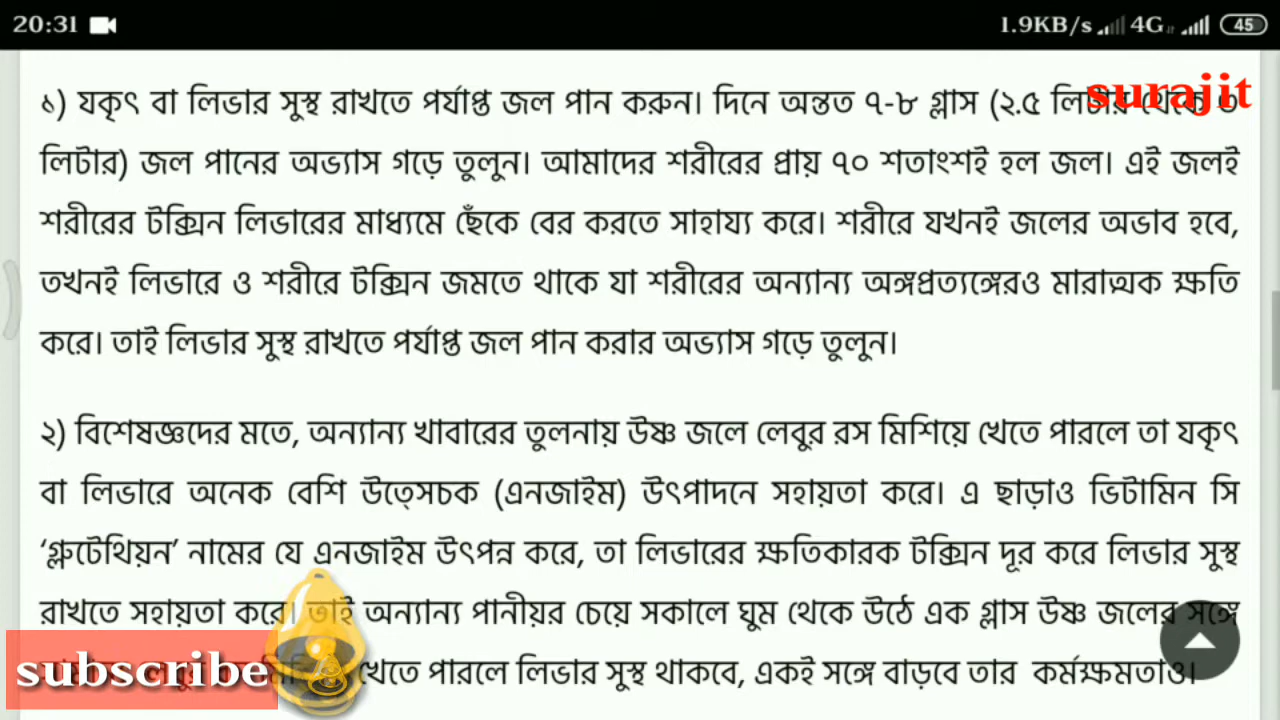 20:31
1.9KB/s 4G 45
surajit
১) যকৃৎ বা লিভার সুস্থ রাখতে পর্যাপ্ত জল পান করুন। দিনে অন্তত ৭-৮ গ্লাস (২.৫ লিটার থেকে ৩
লিটার) জল পানের অভ্যাস গড়ে তুলুন। আমাদের শরীরের প্রায় ৭০ শতাংশই হল জল। এই জলই
শরীরের টক্সিন লিভারের মাধ্যমে ছেঁকে বের করতে সাহায্য করে। শরীরে যখনই জলের অভাব হবে,
তখনই লিভারে ও শরীরে টক্সিন জমতে থাকে যা শরীরের অন্যান্য অঙ্গপ্রত্যঙ্গেরও মারাত্মক ক্ষতি
করে। তাই লিভার সুস্থ রাখতে পর্যাপ্ত জল পান করার অভ্যাস গড়ে তুলুন।
২) বিশেষজ্ঞদের মতে, অন্যান্য খাবারের তুলনায় উষ্ণ জলে লেবুর রস মিশিয়ে খেতে পারলে তা যকৃৎ
বা লিভারে অনেক বেশি উত্সেচক (এনজাইম) উৎপাদনে সহায়তা করে। এ ছাড়াও ভিটামিন সি
‘গ্লুটেথিয়ন’ নামের যে এনজাইম উৎপন্ন করে, তা লিভারের ক্ষতিকারক টক্সিন দূর করে লিভার সুস্থ
রাখতে সহায়তা করে। তাই অন্যান্য পানীয়র চেয়ে সকালে ঘুম থেকে উঠে এক গ্লাস উষ্ণ জলের সঙ্গে
খেতে পারলে লিভার সুস্থ থাকবে, একই সঙ্গে বাড়বে তার কর্মক্ষমতাও।
subscribe